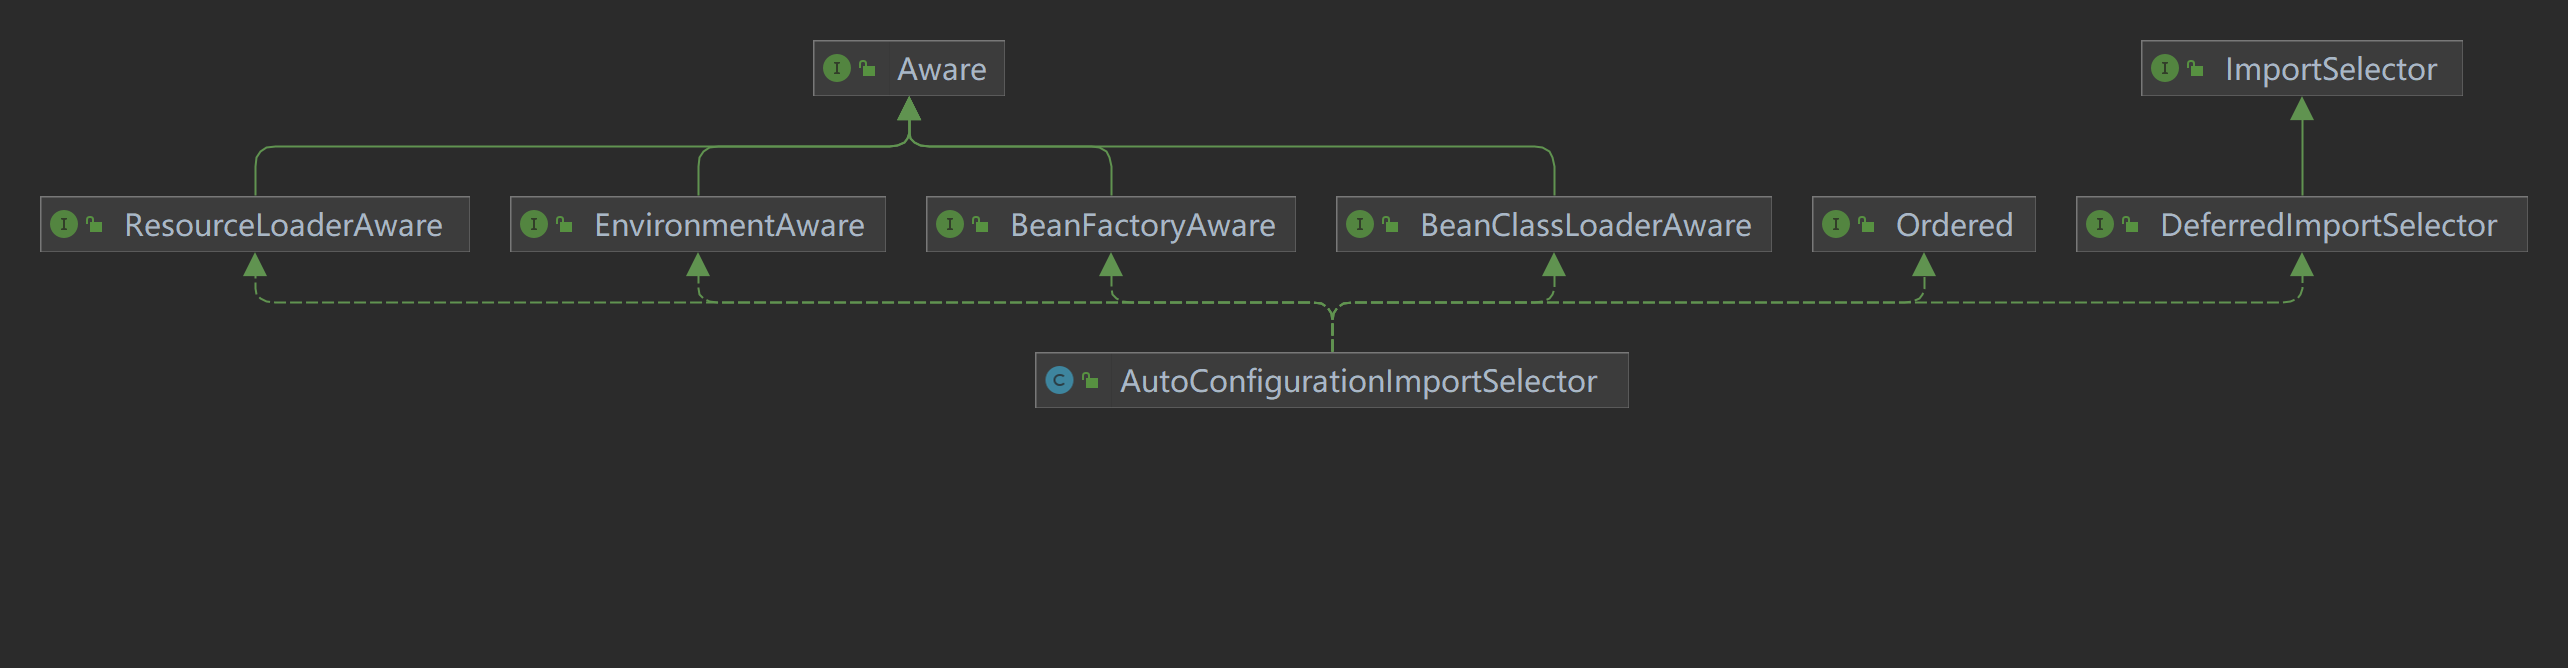 Aware
ImportSelector
ResourceLoaderAware
EnvironmentAware
BeanFactoryAware
BeanClassLoaderAware
Ordered
DeferredImportSelector
AutoConfigurationImportSelector